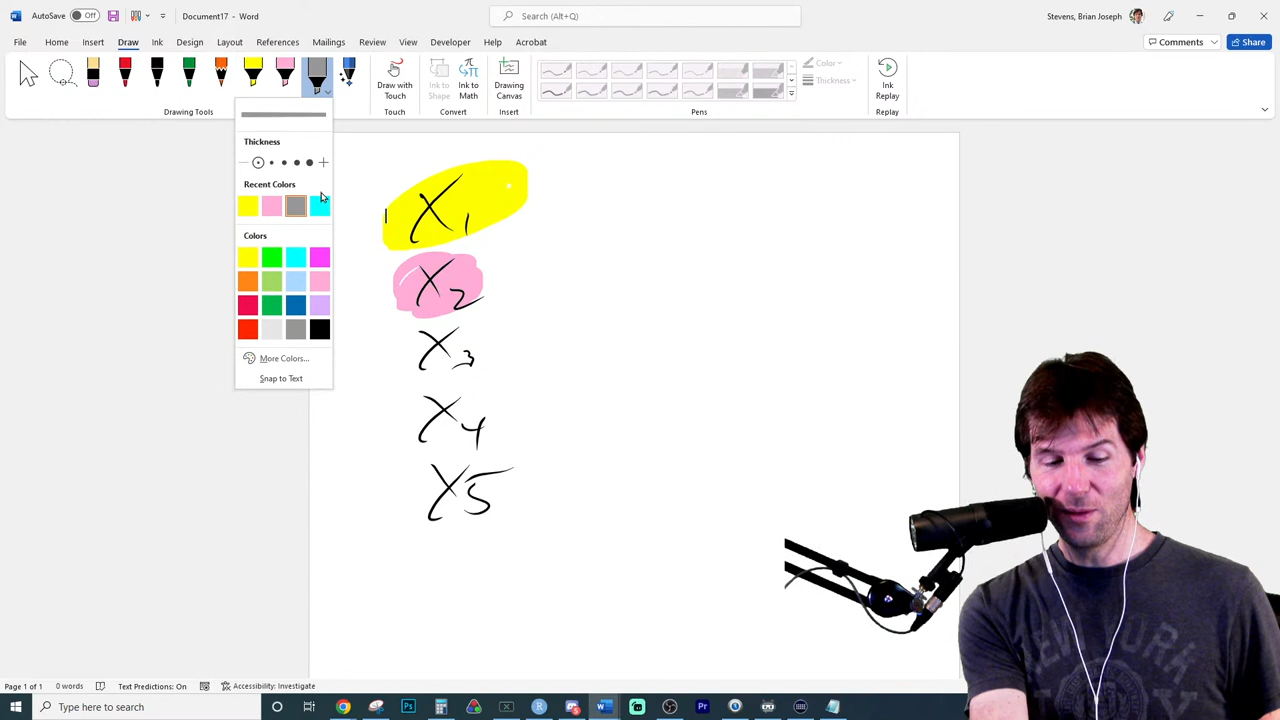 AutoSave Off Document17 - Word Search (Alt+Q) Stevens, Brian Joseph
File Home Insert Draw Ink Design Layout References Mailings Review View Developer Help Acrobat Comments Share
Draw with Touch
Ink to Shape
Ink to Math
Drawing Canvas
Color
Thickness
Ink Replay
Drawing Tools Touch Convert Insert Pens Replay
Thickness
Recent Colors
Colors
More Colors...
Snap to Text
X1
X2
X3
X4
X5
NEW YORK
Page 1 of 1 0 words Text Predictions: On Accessibility: Investigate
Type here to search